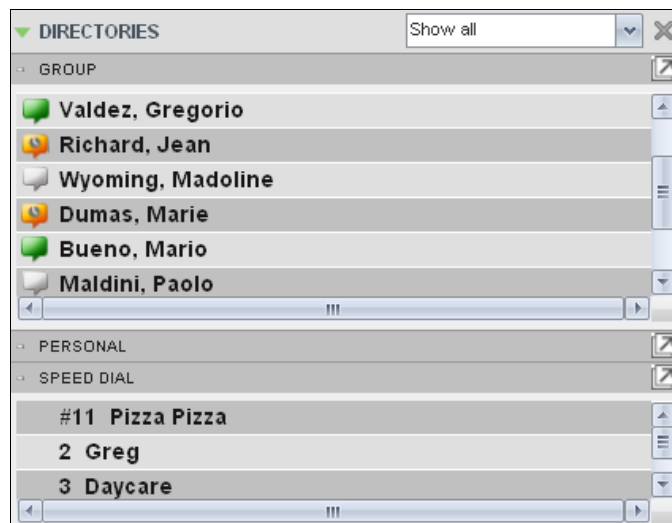 DIRECTORIES Show all
GROUP
Valdez, Gregorio
Richard, Jean
Wyoming, Madoline
Dumas, Marie
Bueno, Mario
Maldini, Paolo
PERSONAL
SPEED DIAL
#11 Pizza Pizza
2 Greg
3 Daycare